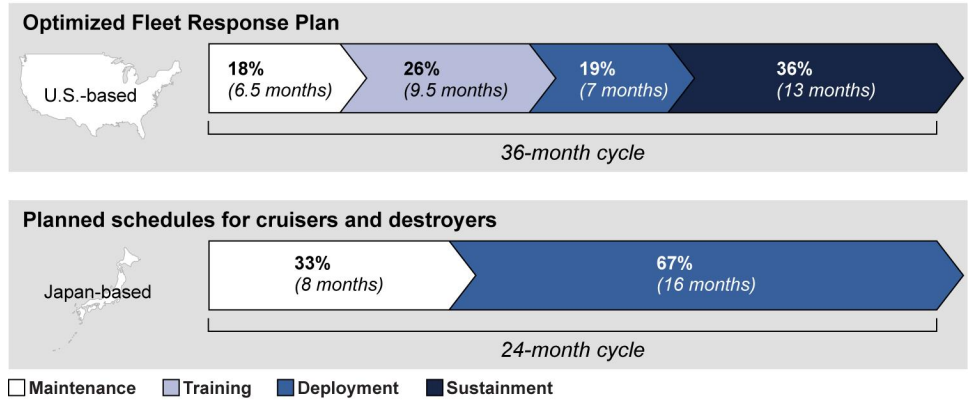 Optimized Fleet Response Plan
U.S.-based
18%
(6.5 months)
26%
(9.5 months)
19%
(7 months)
36%
(13 months)
36-month cycle
Planned schedules for cruisers and destroyers
Japan-based
33%
(8 months)
67%
(16 months)
24-month cycle
Maintenance Training Deployment Sustainment